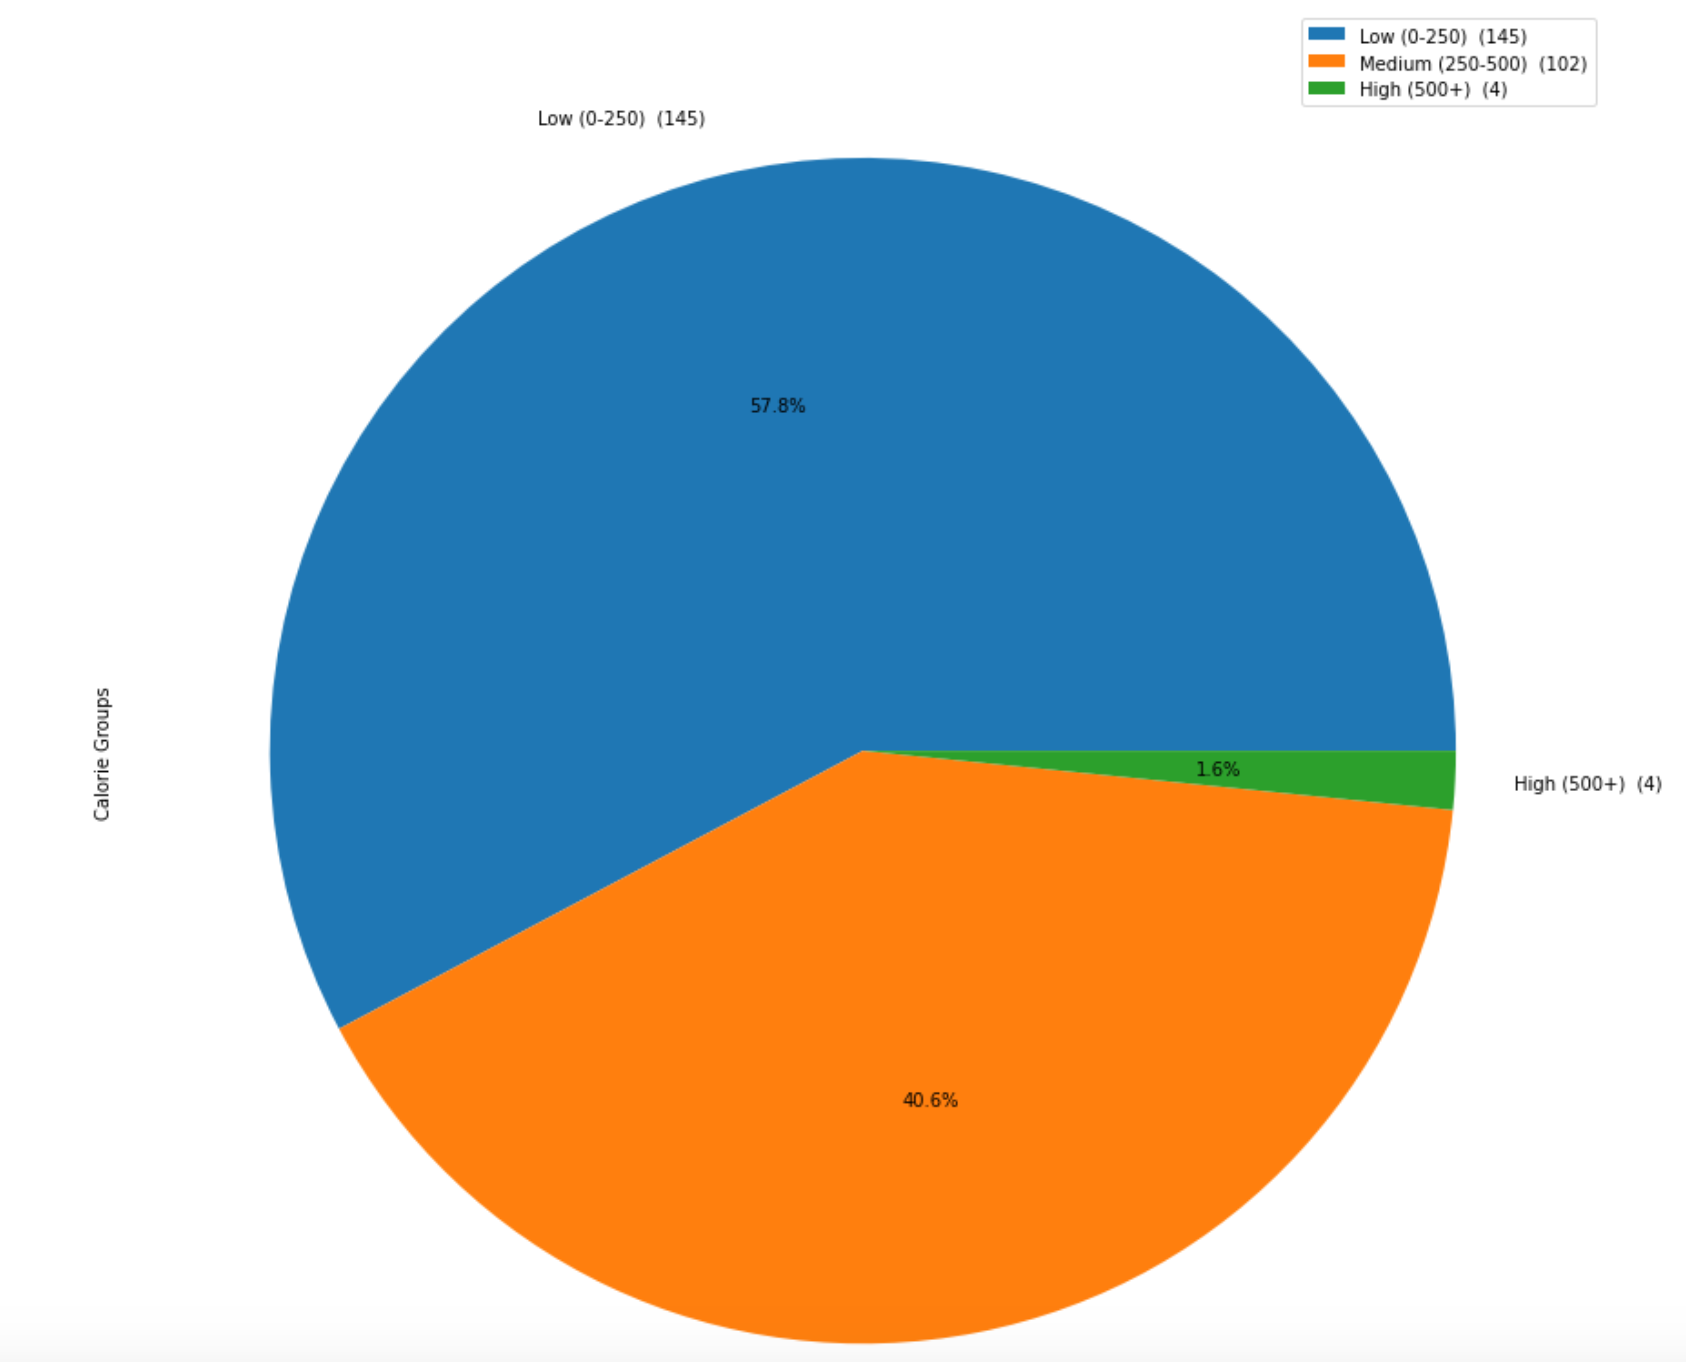 Low (0-250)  (145)
Medium (250-500)  (102)
High (500+)  (4)
Low (0-250)  (145)
57.8%
Calorie Groups
1.6%
High (500+)  (4)
40.6%